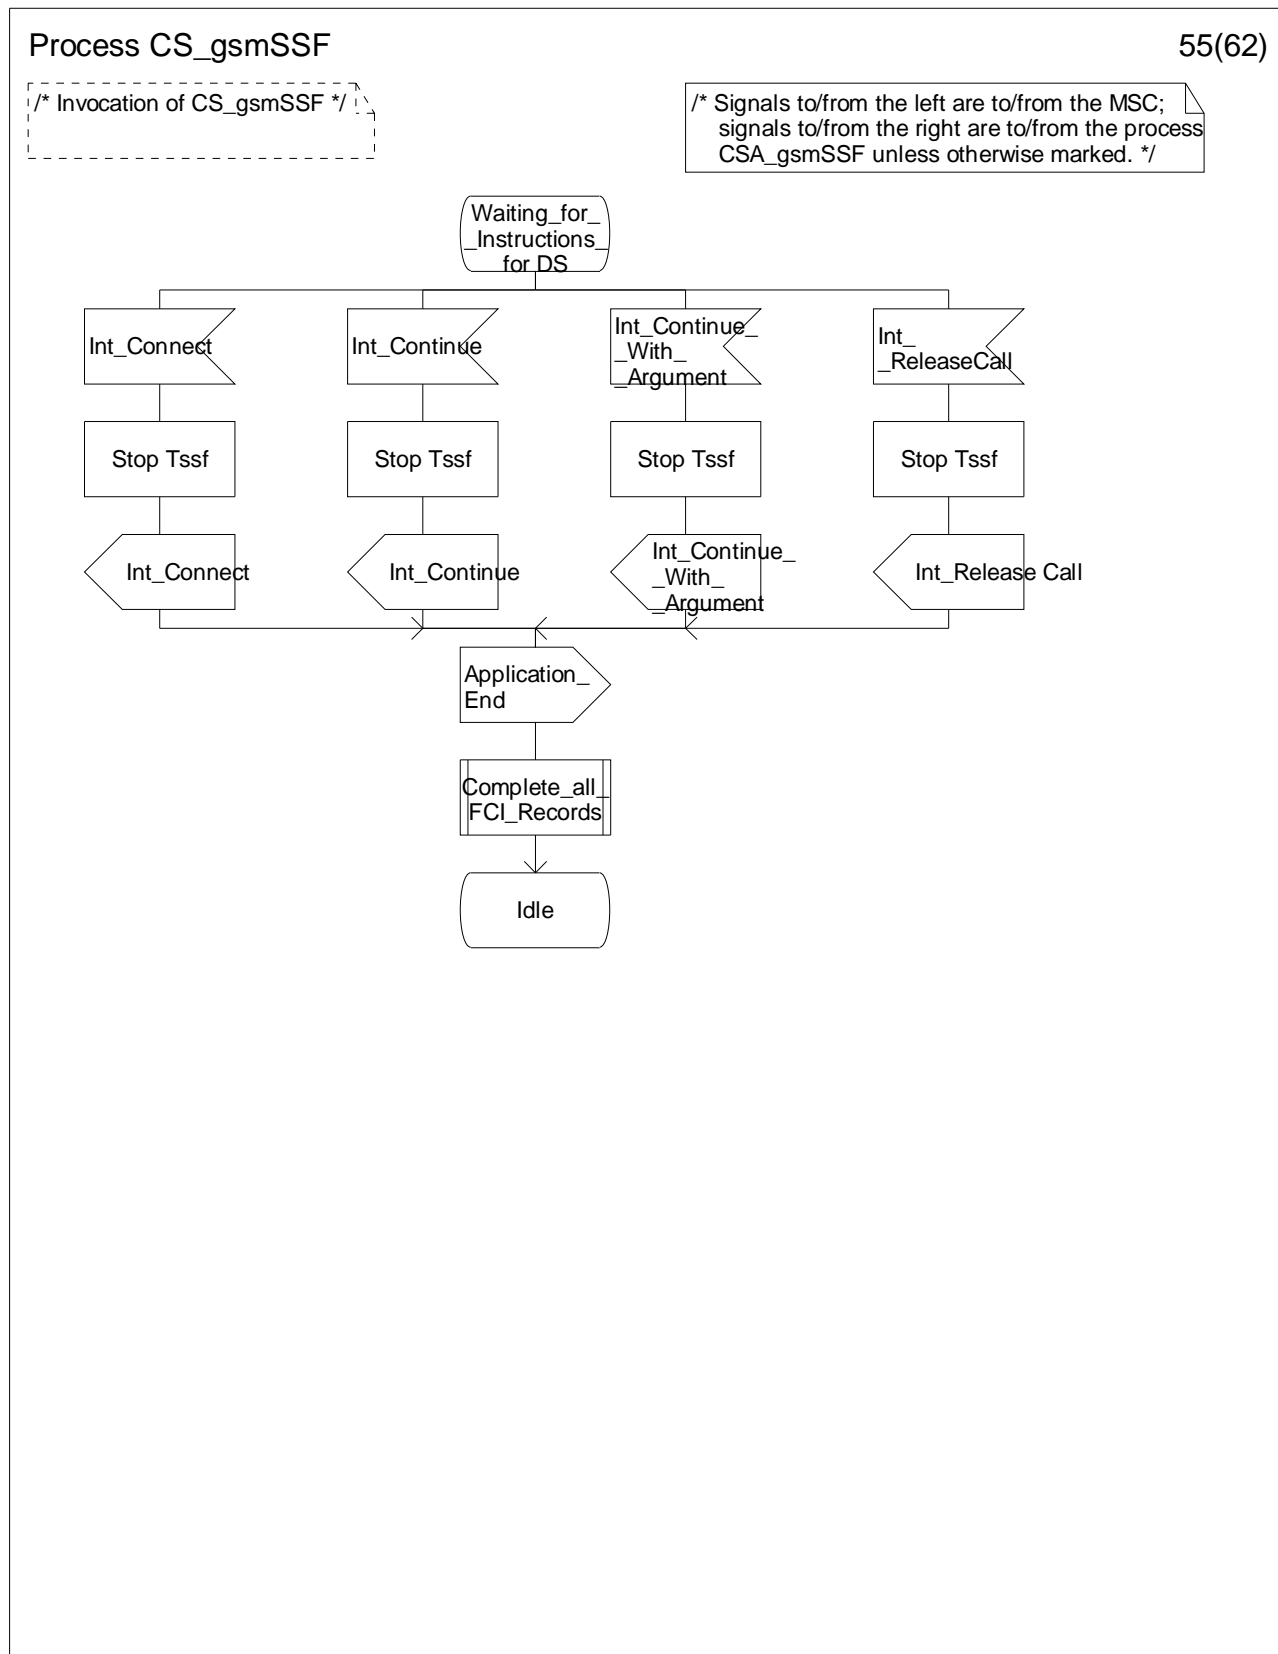 Process CS_gsmSSF
55(62)
/* Invocation of CS_gsmSSF */
/* Signals to/from the left are to/from the MSC;
signals to/from the right are to/from the process
CSA_gsmSSF unless otherwise marked. */
Waiting_for_
_Instructions_
for DS
Int_Connect
Int_Continue
Int_Continue_
_With_
_Argument
Int_
_ReleaseCall
Stop Tssf
Stop Tssf
Stop Tssf
Stop Tssf
Int_Connect
Int_Continue
Int_Continue_
_With_
_Argument
Int_Release Call
Application_
End
Complete_all_
FCI_Records
Idle